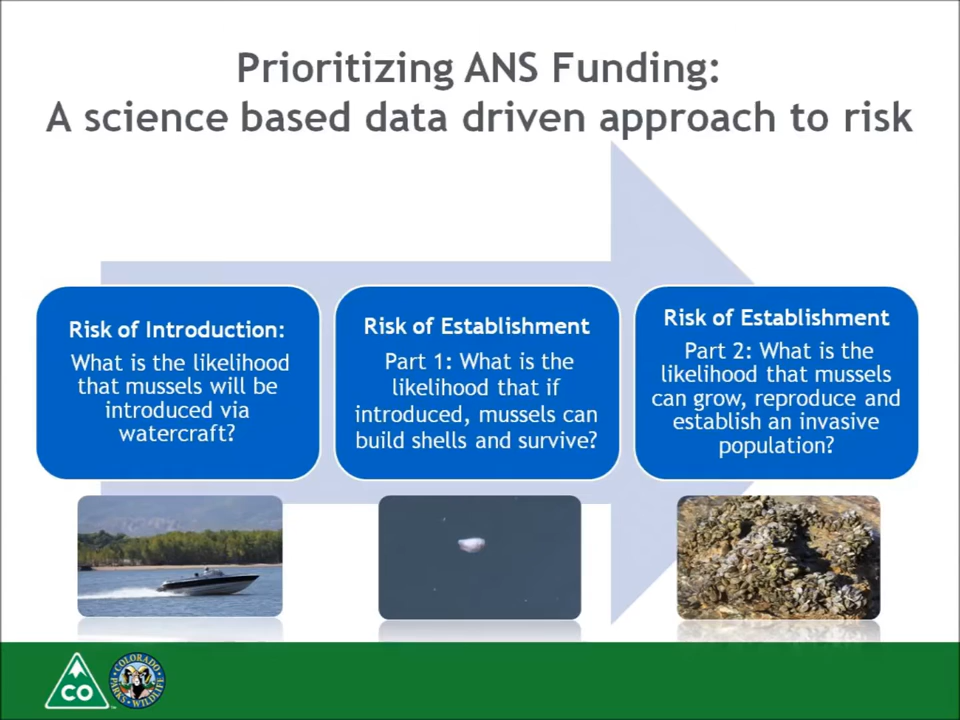 Prioritizing ANS Funding:
A science based data driven approach to risk
Risk of Introduction:
What is the likelihood
that mussels will be
introduced via
watercraft?
Risk of Establishment
Part 1: What is the
likelihood that if
introduced, mussels can
build shells and survive?
Risk of Establishment
Part 2: What is the
likelihood that mussels
can grow, reproduce and
establish an invasive
population?
CO
COLORADO
PARKS
WILDLIFE